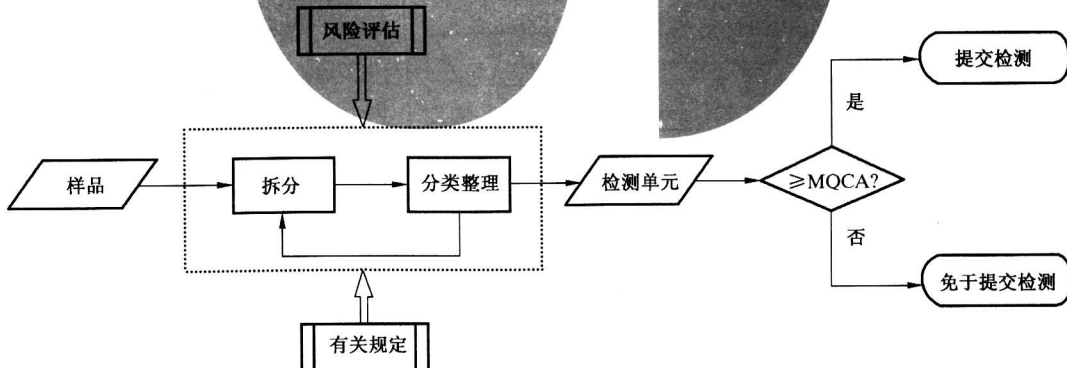 风险评估
提交检测
是
样品
拆分
分类整理
检测单元
≥MQCA?
否
免于提交检测
有关规定